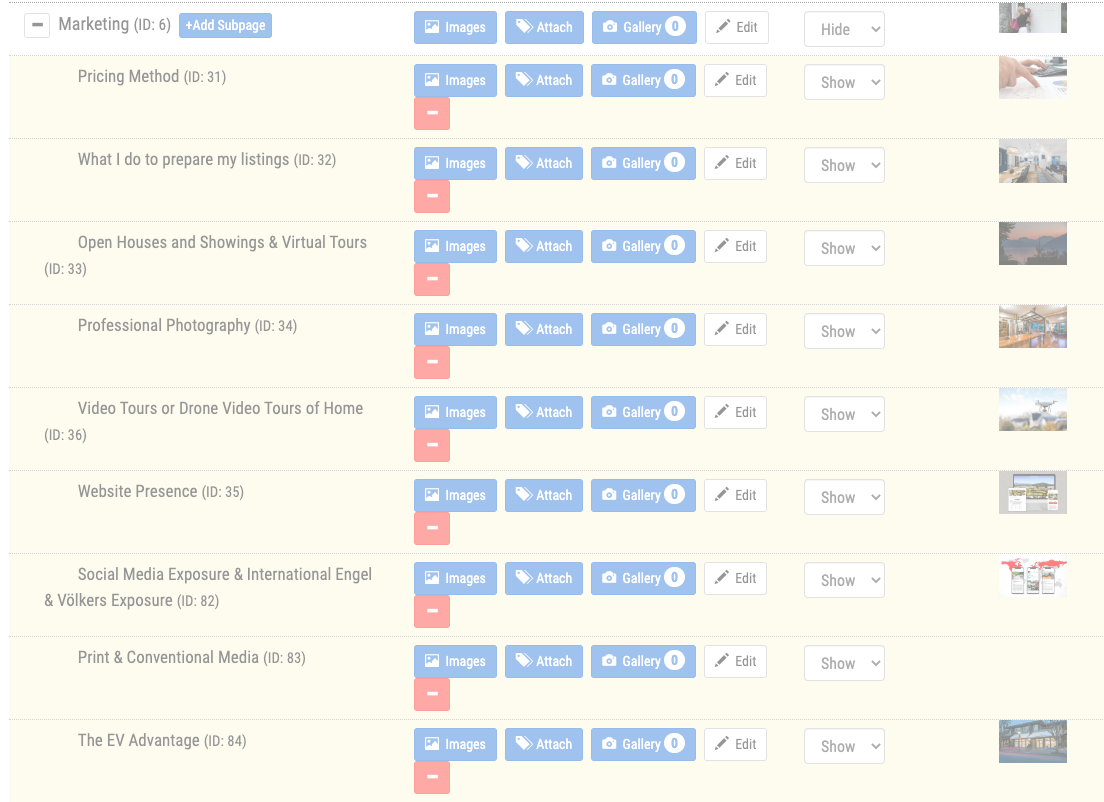 Marketing (ID: 6) +Add Subpage Images Attach Gallery 0 Edit Hide
Pricing Method (ID: 31) Images Attach Gallery 0 Edit Show
What I do to prepare my listings (ID: 32) Images Attach Gallery 0 Edit Show
Open Houses and Showings & Virtual Tours Images Attach Gallery 0 Edit Show
(ID: 33)
Professional Photography (ID: 34) Images Attach Gallery 0 Edit Show
Video Tours or Drone Video Tours of Home Images Attach Gallery 0 Edit Show
(ID: 36)
Website Presence (ID: 35) Images Attach Gallery 0 Edit Show
Social Media Exposure & International Engel Images Attach Gallery 0 Edit Show
& Völkers Exposure (ID: 82)
Print & Conventional Media (ID: 83) Images Attach Gallery 0 Edit Show
The EV Advantage (ID: 84) Images Attach Gallery 0 Edit Show